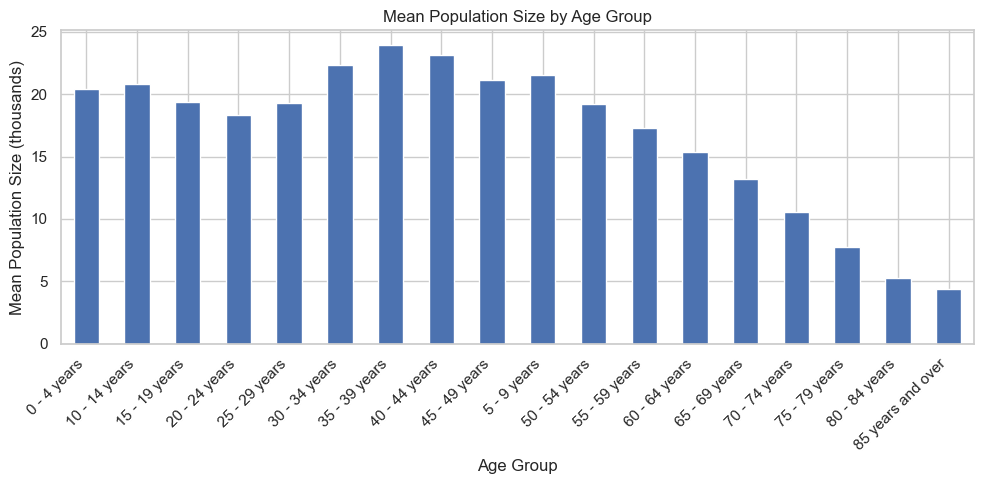 Mean Population Size by Age Group
Mean Population Size (thousands)
25
20
15
10
5
0
0 - 4 years
10 - 14 years
15 - 19 years
20 - 24 years
25 - 29 years
30 - 34 years
35 - 39 years
40 - 44 years
45 - 49 years
5 - 9 years
50 - 54 years
55 - 59 years
60 - 64 years
65 - 69 years
70 - 74 years
75 - 79 years
80 - 84 years
85 years and over
Age Group